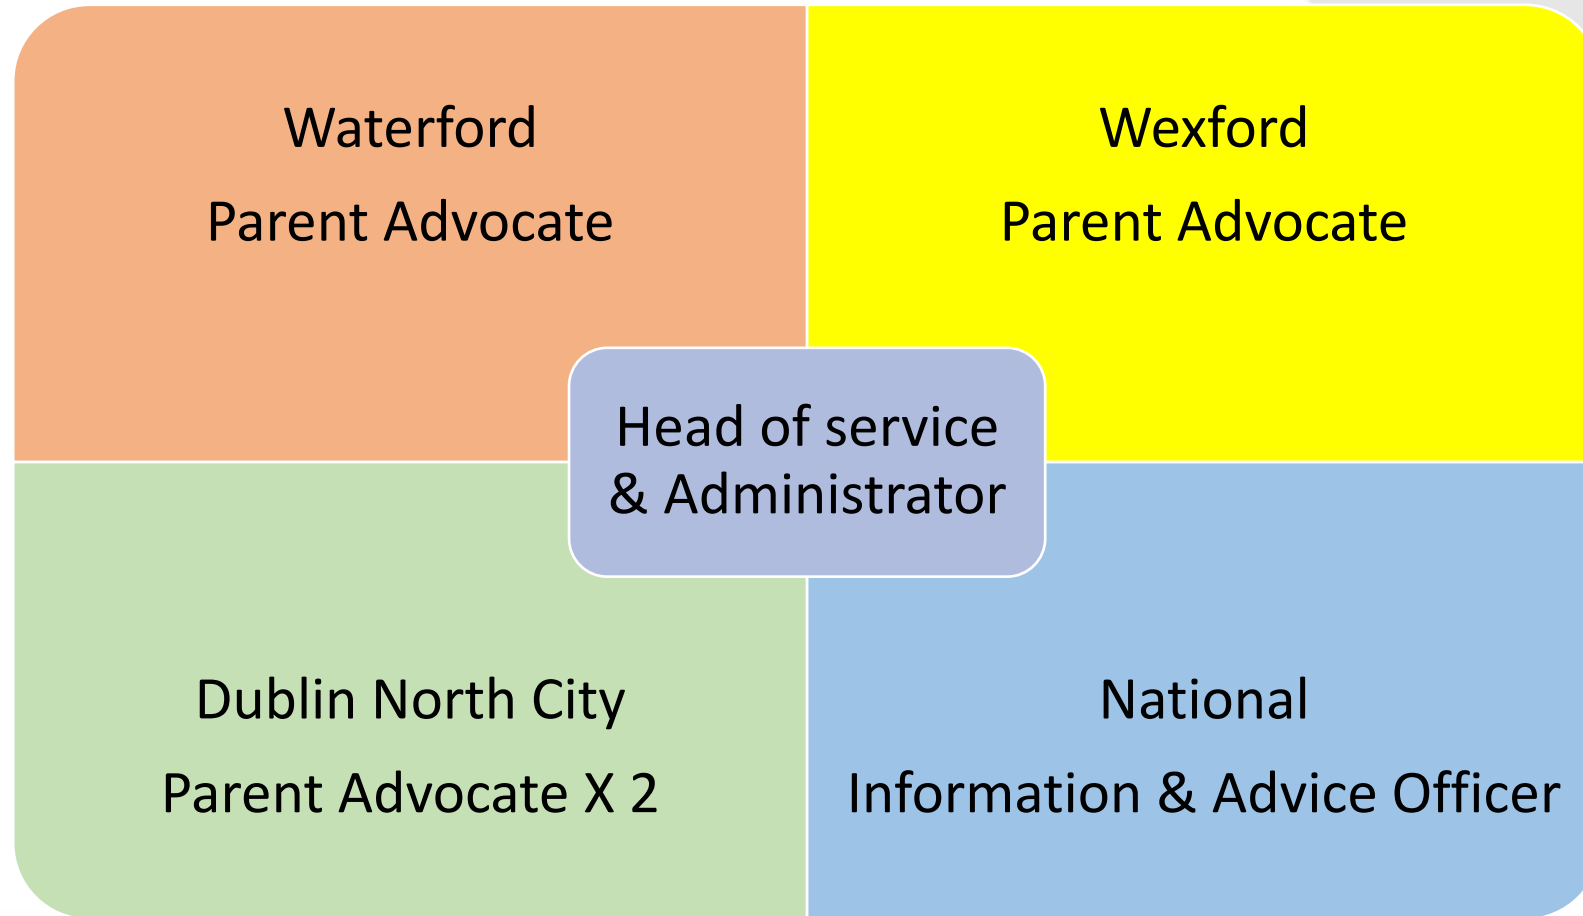 Waterford
Parent Advocate
Wexford
Parent Advocate
Head of service
& Administrator
Dublin North City
Parent Advocate X 2
National
Information & Advice Officer